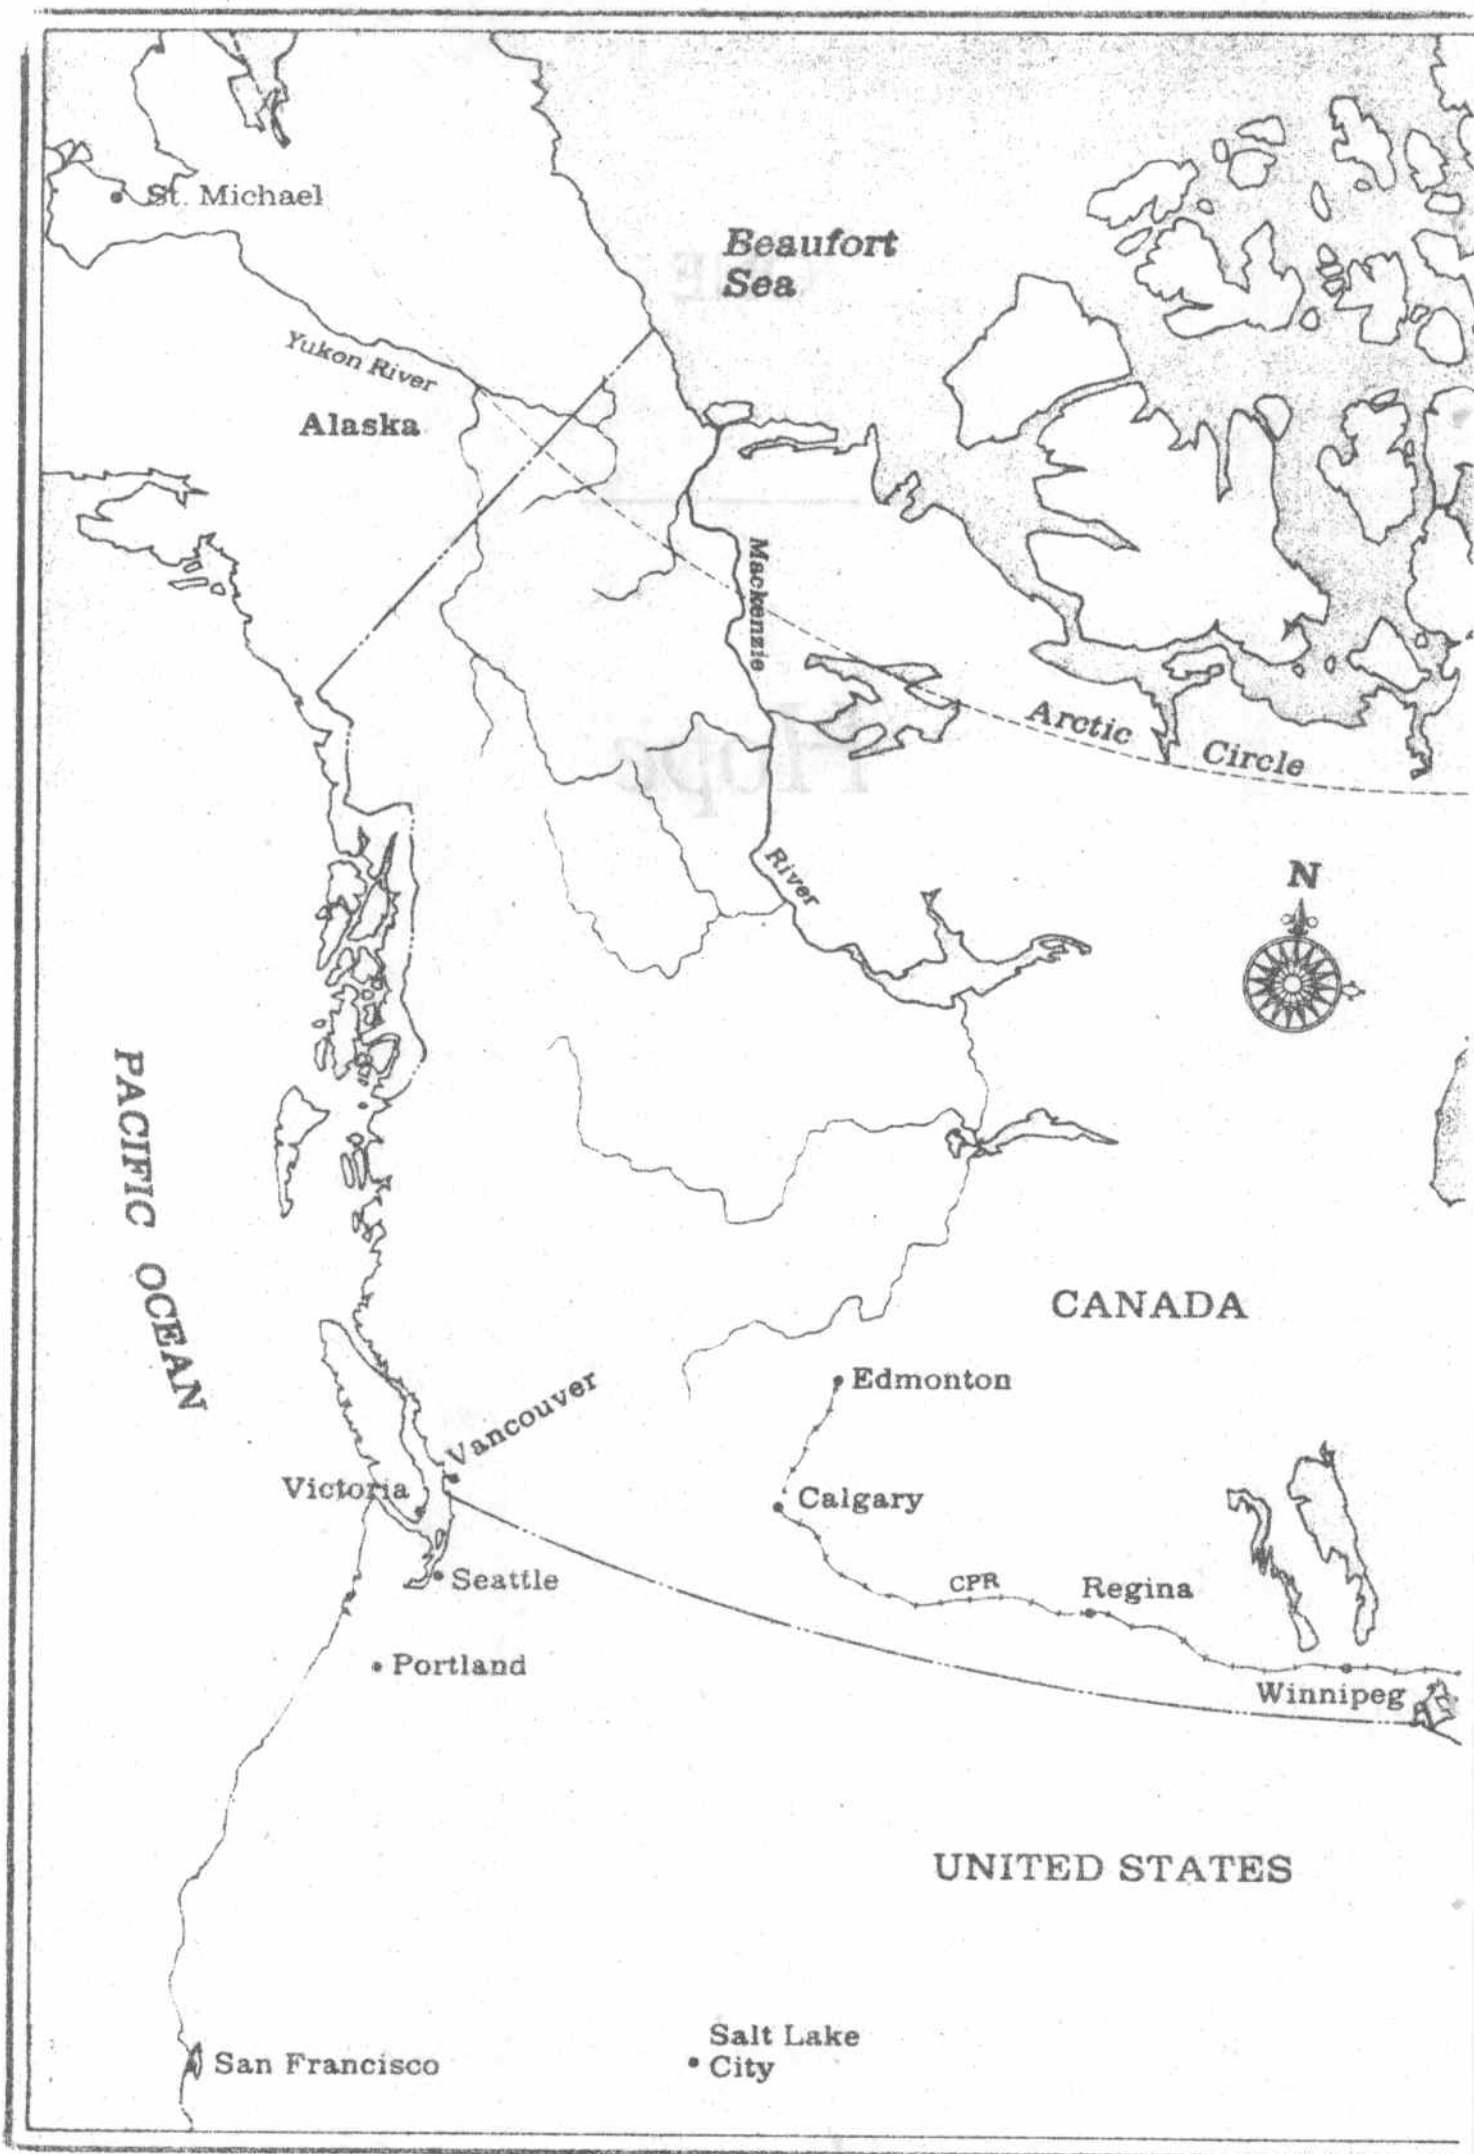 St. Michael
Beaufort
Sea
Yukon River
Alaska
Mackenzie
River
Arctic Circle
N
PACIFIC OCEAN
CANADA
Edmonton
Vancouver
Victoria
Calgary
Seattle
CPR
Regina
Portland
Winnipeg
UNITED STATES
San Francisco
Salt Lake
City
Hope